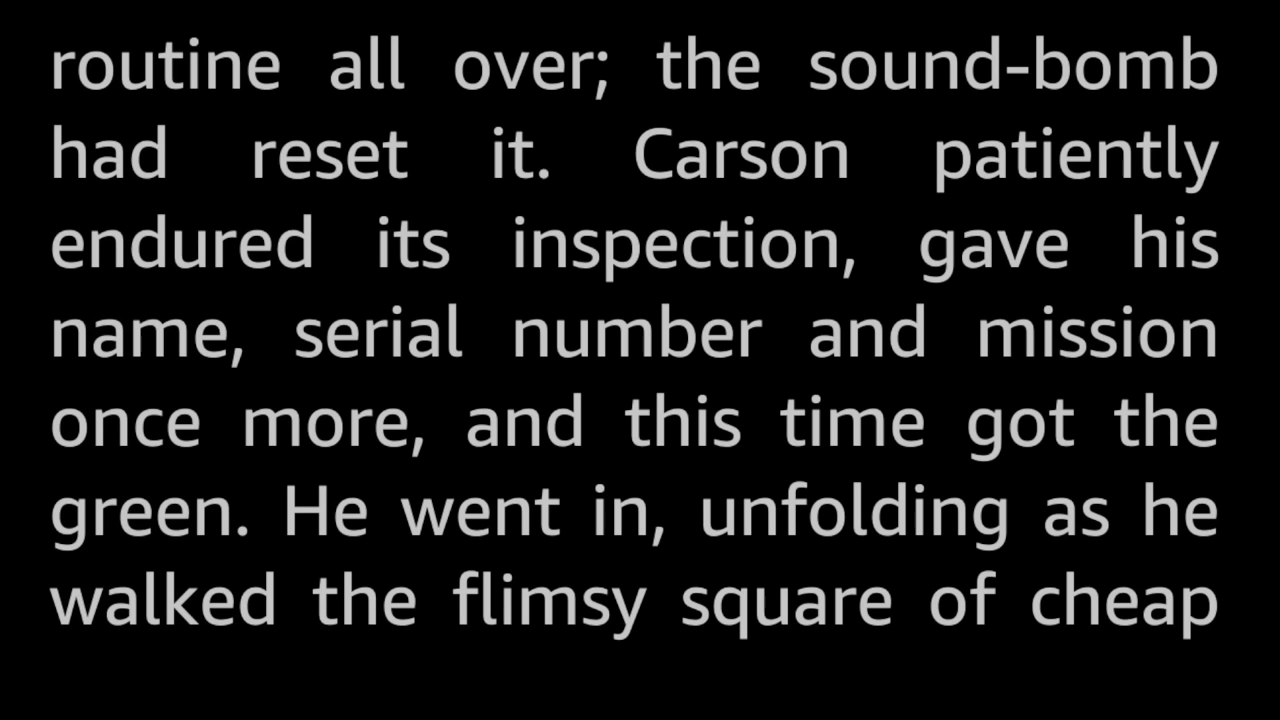 routine all over; the sound-bomb
had reset it. Carson patiently
endured its inspection, gave his
name, serial number and mission
once more, and this time got the
green. He went in, unfolding as he
walked the flimsy square of cheap